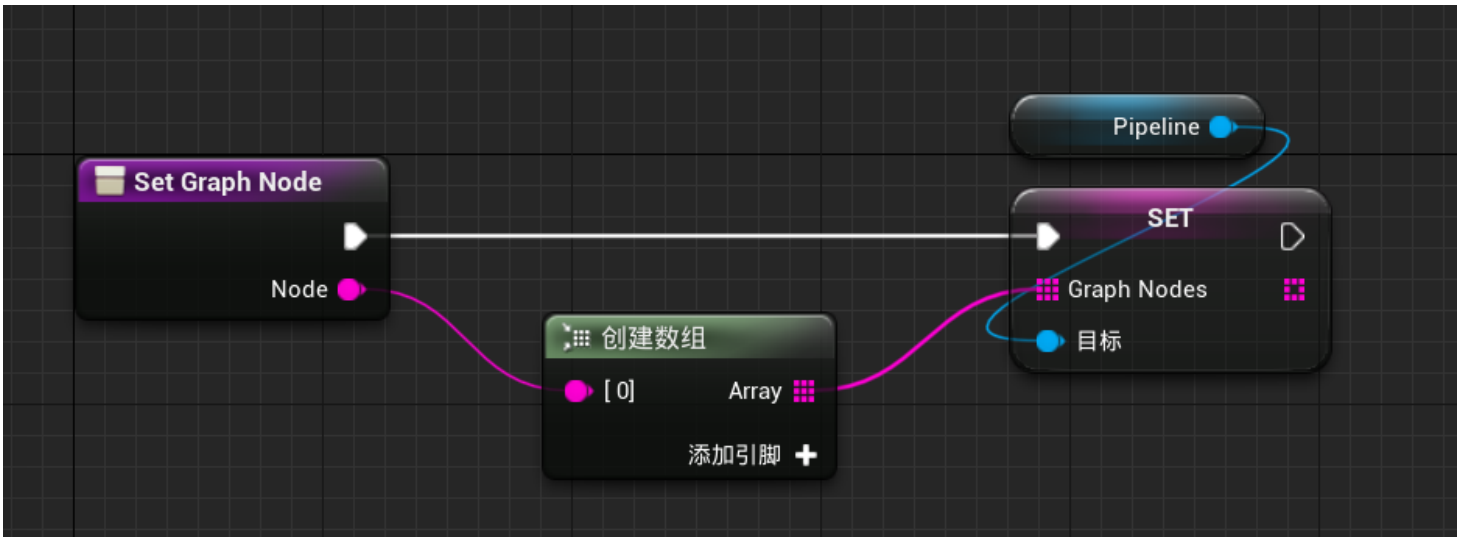 Pipeline
Set Graph Node
SET
Node
Graph Nodes
创建数组
目标
[ 0]
Array
添加引脚